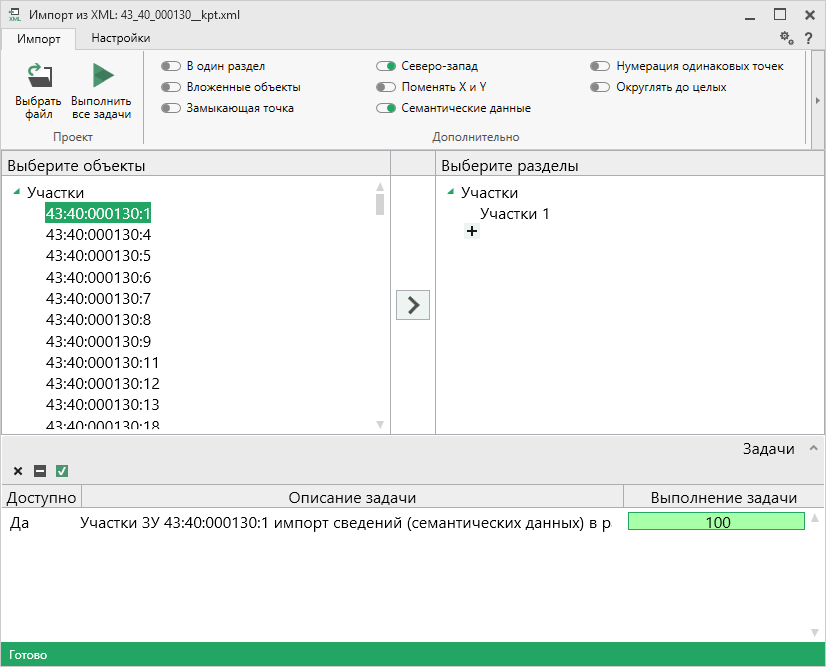 Импорт из XML: 43_40_000130__kpt.xml
Импорт
Настройки
Выбрать файл
Выполнить все задачи
Проект
В один раздел
Вложенные объекты
Замыкающая точка
Северо-запад
Поменять X и Y
Семантические данные
Нумерация одинаковых точек
Округлять до целых
Дополнительно
Выберите объекты
Участки
43:40:000130:1
43:40:000130:4
43:40:000130:5
43:40:000130:6
43:40:000130:7
43:40:000130:8
43:40:000130:9
43:40:000130:11
43:40:000130:12
43:40:000130:13
43:40:000130:18
Выберите разделы
Участки
Участки 1
Задачи
Доступно Описание задачи Выполнение задачи
Да Участки ЗУ 43:40:000130:1 импорт сведений (семантических данных) в 100
Готово